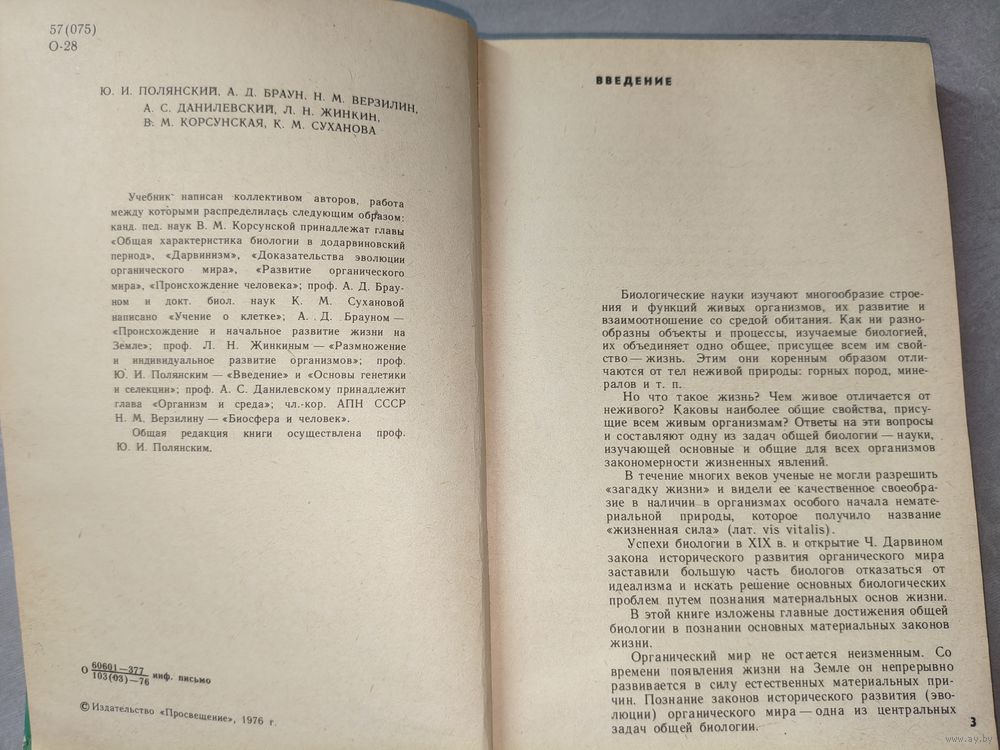 57(075)
О-28
Ю. И. ПОЛЯНСКИЙ, А. Д. БРАУН, Н. М. ВЕРЗИЛИН,
А. С. ДАНИЛЕВСКИЙ, Л. Н. ЖИНКИН,
В. М. КОРСУНСКАЯ, К. М. СУХАНОВА
Учебник написан коллективом авторов, работа
между которыми распределилась следующим образом:
канд. пед. наук В. М. Корсунской принадлежат главы
«Общая характеристика биологии в додарвиновский
период», «Дарвинизм», «Доказательства эволюции
органического мира», «Развитие органического
мира», «Происхождение человека»; проф. А. Д. Брау-
ном и докт. биол. наук К. М. Сухановой
написано «Учение о клетке»; А. Д. Брауном —
«Происхождение и начальное развитие жизни на
Земле»; проф. Л. Н. Жинкиным — «Размножение
и индивидуальное развитие организмов»; проф.
Ю. И. Полянским — «Введение» и «Основы генетики
и селекции»; проф. А. С. Данилевскому принадлежит
глава «Организм и среда»; чл.-кор. АПН СССР
Н. М. Верзилину — «Биосфера и человек».
Общая редакция книги осуществлена проф.
Ю. И. Полянским.
О 60601—377
103(03)—76 инф. письмо
© Издательство «Просвещение», 1976 г.
ВВЕДЕНИЕ
Биологические науки изучают многообразие строе-
ния и функций живых организмов, их развитие и
взаимоотношение со средой обитания. Как ни разно-
образны объекты и процессы, изучаемые биологией,
их объединяет одно общее, присущее всем им свой-
ство — жизнь. Этим они коренным образом отли-
чаются от тел неживой природы: горных пород, мине-
ралов и т. п.
Но что такое жизнь? Чем живое отличается от
неживого? Каковы наиболее общие свойства, прису-
щие всем живым организмам? Ответы на эти вопросы
и составляют одну из задач общей биологии — науки,
изучающей основные и общие для всех организмов
закономерности жизненных явлений.
В течение многих веков ученые не могли разрешить
«загадку жизни» и видели ее качественное своеобра-
зие в наличии в организмах особого начала немате-
риальной природы, которое получило название
«жизненная сила» (лат. vis vitalis).
Успехи биологии в XIX в. и открытие Ч. Дарвином
закона исторического развития органического мира
заставили большую часть биологов отказаться от
идеализма и искать решение основных биологических
проблем путем познания материальных основ жизни.
В этой книге изложены главные достижения общей
биологии в познании основных материальных законов
жизни.
Органический мир не остается неизменным. Со
времени появления жизни на Земле он непрерывно
развивается в силу естественных материальных при-
чин. Познание законов исторического развития (эво-
люции) органического мира — одна из центральных
задач общей биологии.
3
www.ay.by